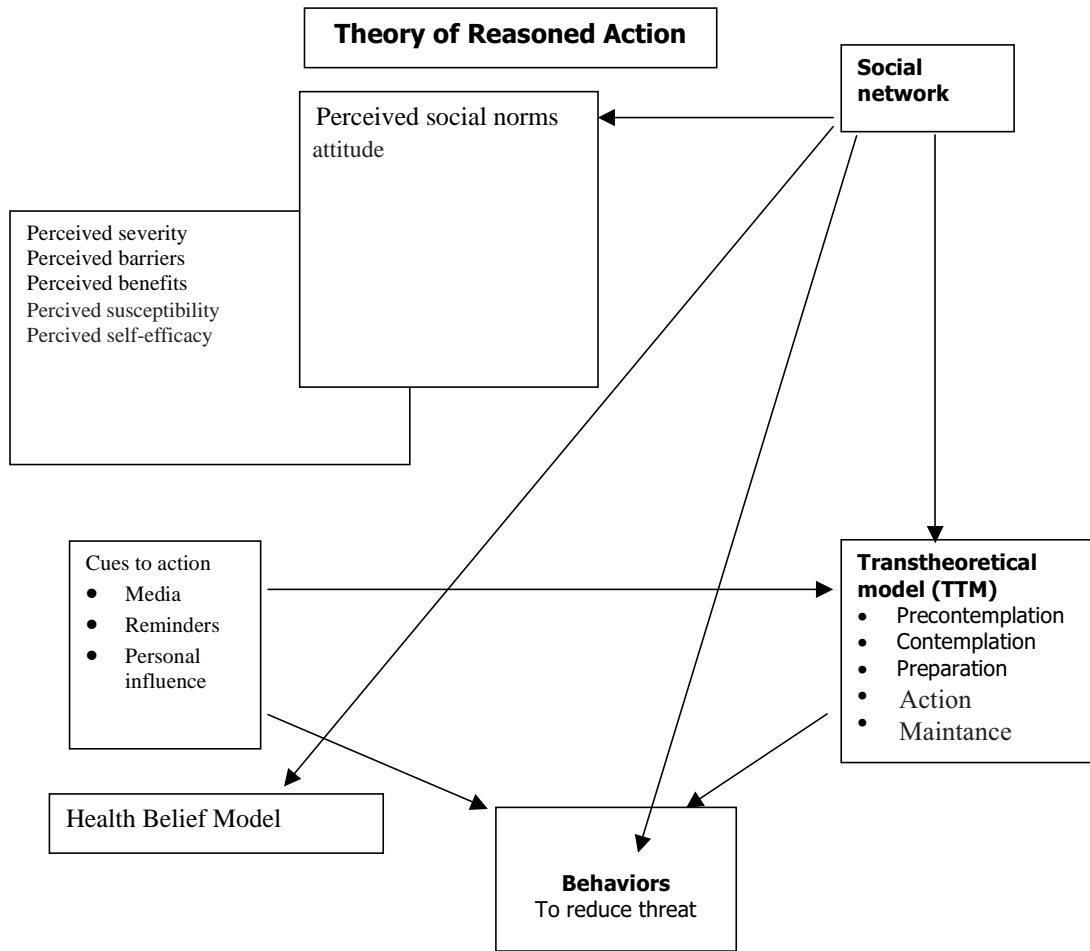 Theory of Reasoned Action
Social
network
Perceived social norms
attitude
Perceived severity
Perceived barriers
Perceived benefits
Percived susceptibility
Percived self-efficacy
Cues to action
● Media
● Reminders
● Personal
influence
Transtheoretical
model (TTM)
• Precontemplation
• Contemplation
• Preparation
• Action
• Maintance
Health Belief Model
Behaviors
To reduce threat